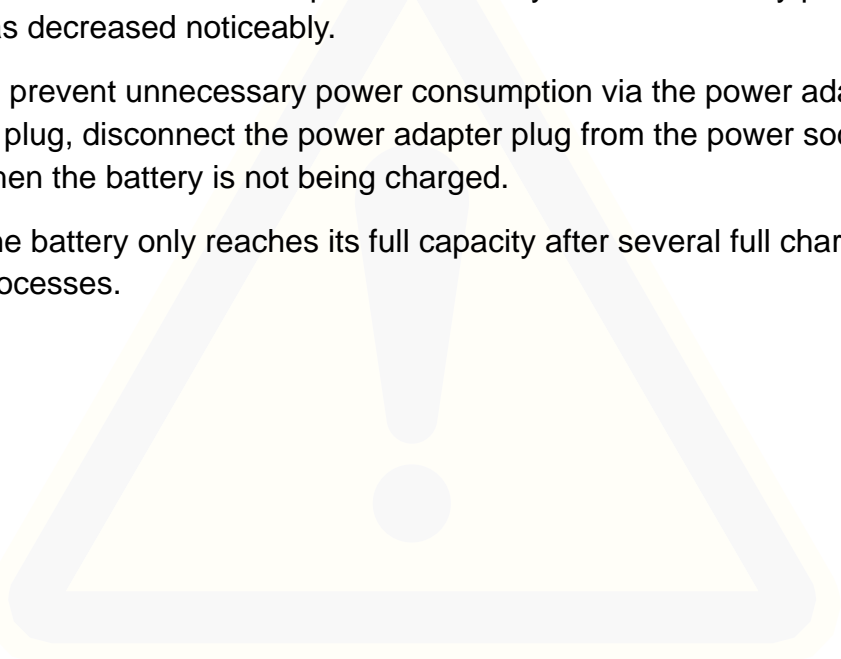 s decreased noticeably.
prevent unnecessary power consumption via the power ada
plug, disconnect the power adapter plug from the power soc
hen the battery is not being charged.
he battery only reaches its full capacity after several full char
ocesses.